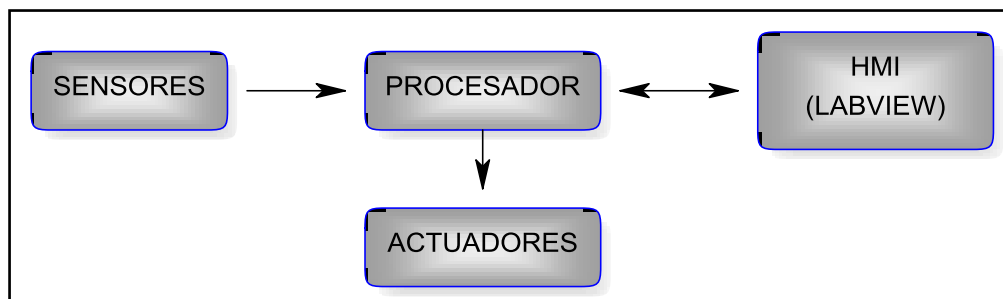 SENSORES
PROCESADOR
HMI
(LABVIEW)
ACTUADORES